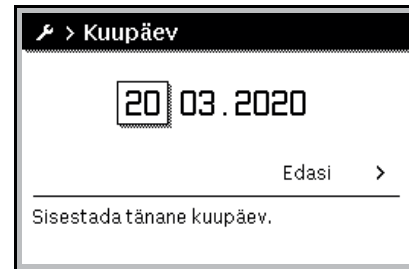 > Kuupäev
20 03.2020
Edasi >
Sisestada tänane kuupäev.